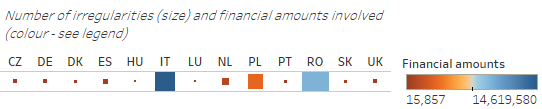 Number of irregularities (size) and financial amounts involved
(colour - see legend)
CZ DE DK ES HU IT LU NL PL PT RO SK UK
Financial amounts
15,857 14,619,580